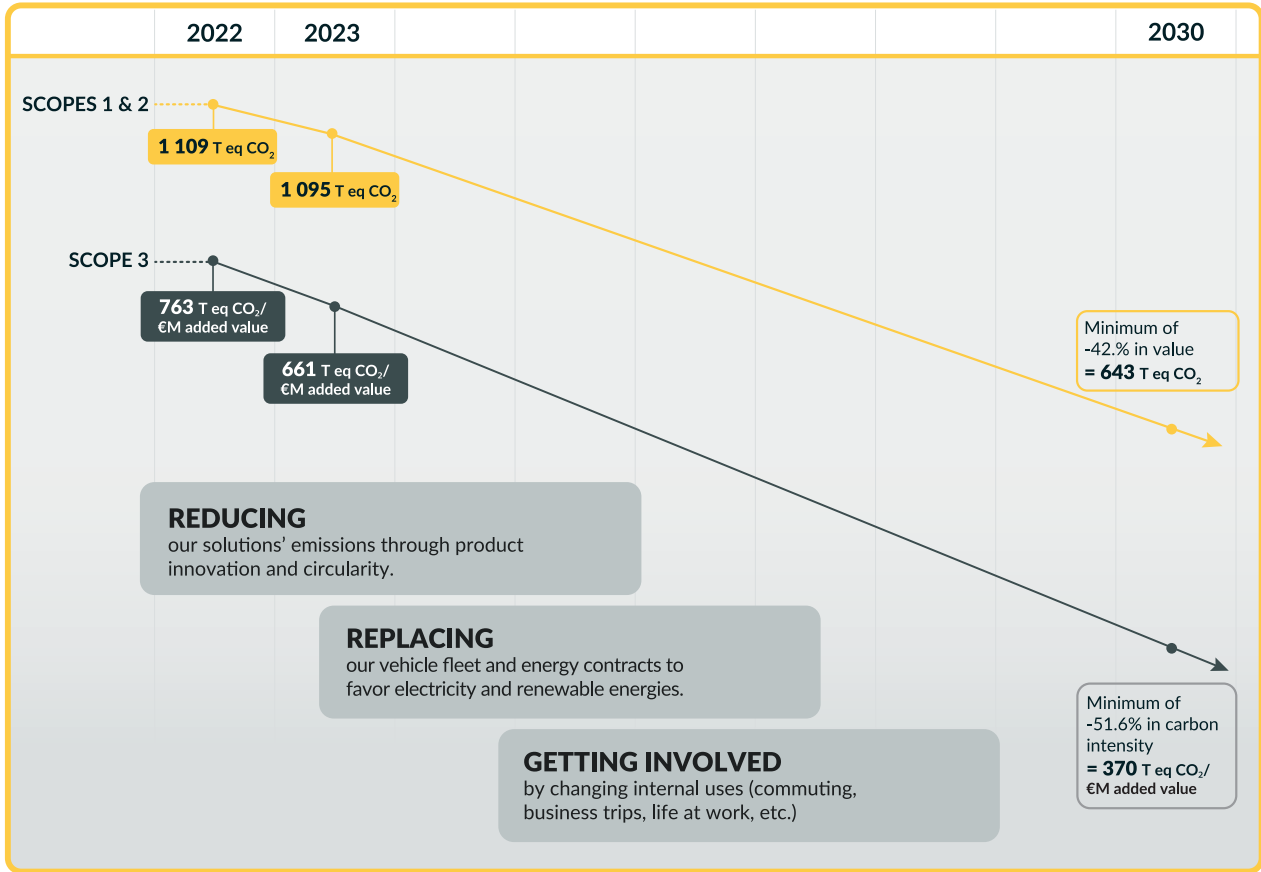 2022 2023 2030
SCOPES 1 & 2
1 109 T eq CO₂
1 095 T eq CO₂
SCOPE 3
763 T eq CO₂/
€M added value
661 T eq CO₂/
€M added value
Minimum of
-42.% in value
= 643 T eq CO₂
REDUCING
our solutions’ emissions through product
innovation and circularity.
REPLACING
our vehicle fleet and energy contracts to
favor electricity and renewable energies.
GETTING INVOLVED
by changing internal uses (commuting,
business trips, life at work, etc.)
Minimum of
-51.6% in carbon
intensity
= 370 T eq CO₂/
€M added value